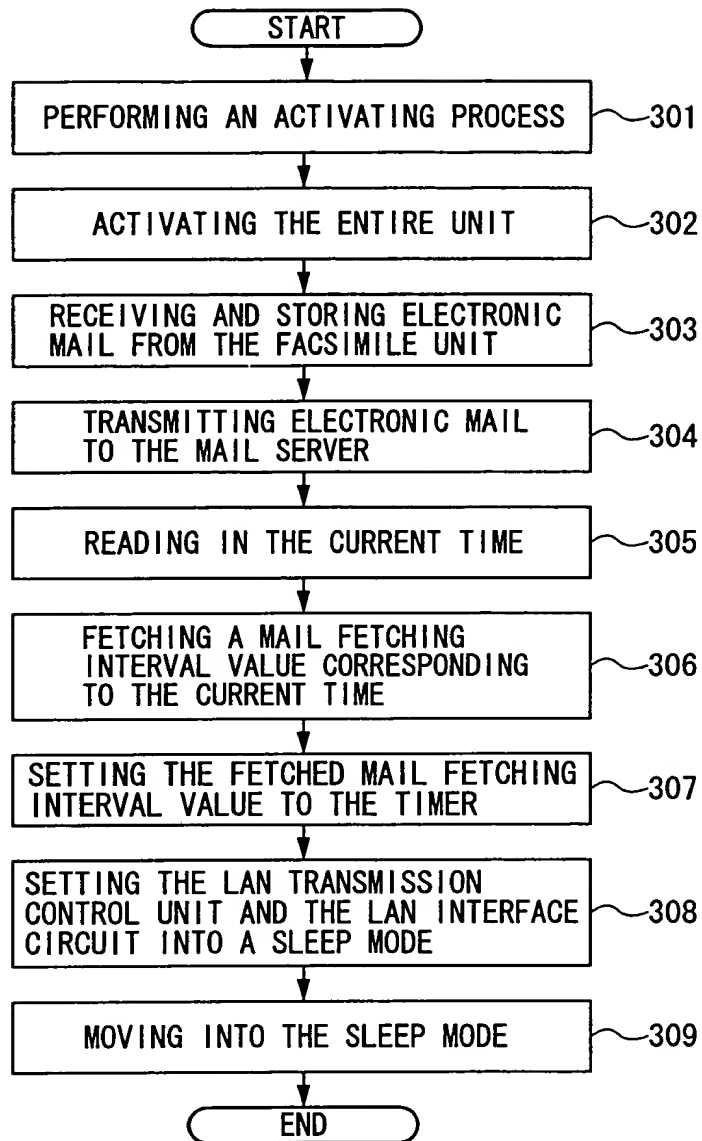 START
PERFORMING AN ACTIVATING PROCESS
301
ACTIVATING THE ENTIRE UNIT
302
RECEIVING AND STORING ELECTRONIC
MAIL FROM THE FACSIMILE UNIT
303
TRANSMITTING ELECTRONIC MAIL
TO THE MAIL SERVER
304
READING IN THE CURRENT TIME
305
FETCHING A MAIL FETCHING
INTERVAL VALUE CORRESPONDING
TO THE CURRENT TIME
306
SETTING THE FETCHED MAIL FETCHING
INTERVAL VALUE TO THE TIMER
307
SETTING THE LAN TRANSMISSION
CONTROL UNIT AND THE LAN INTERFACE
CIRCUIT INTO A SLEEP MODE
308
MOVING INTO THE SLEEP MODE
309
END